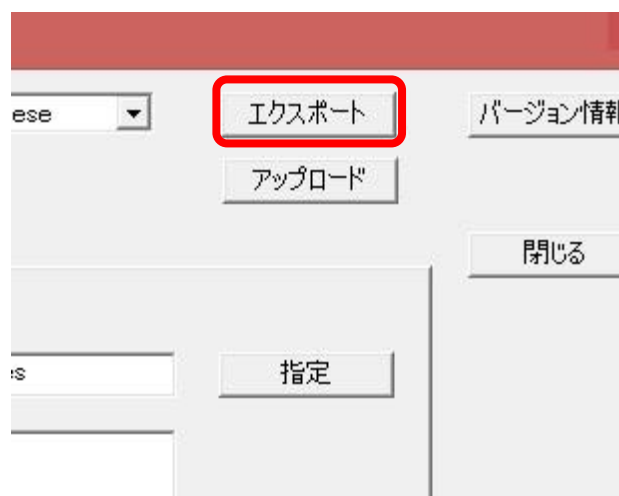 ese
エクスポート
バージョン情報
アップロード
閉じる
es
指定